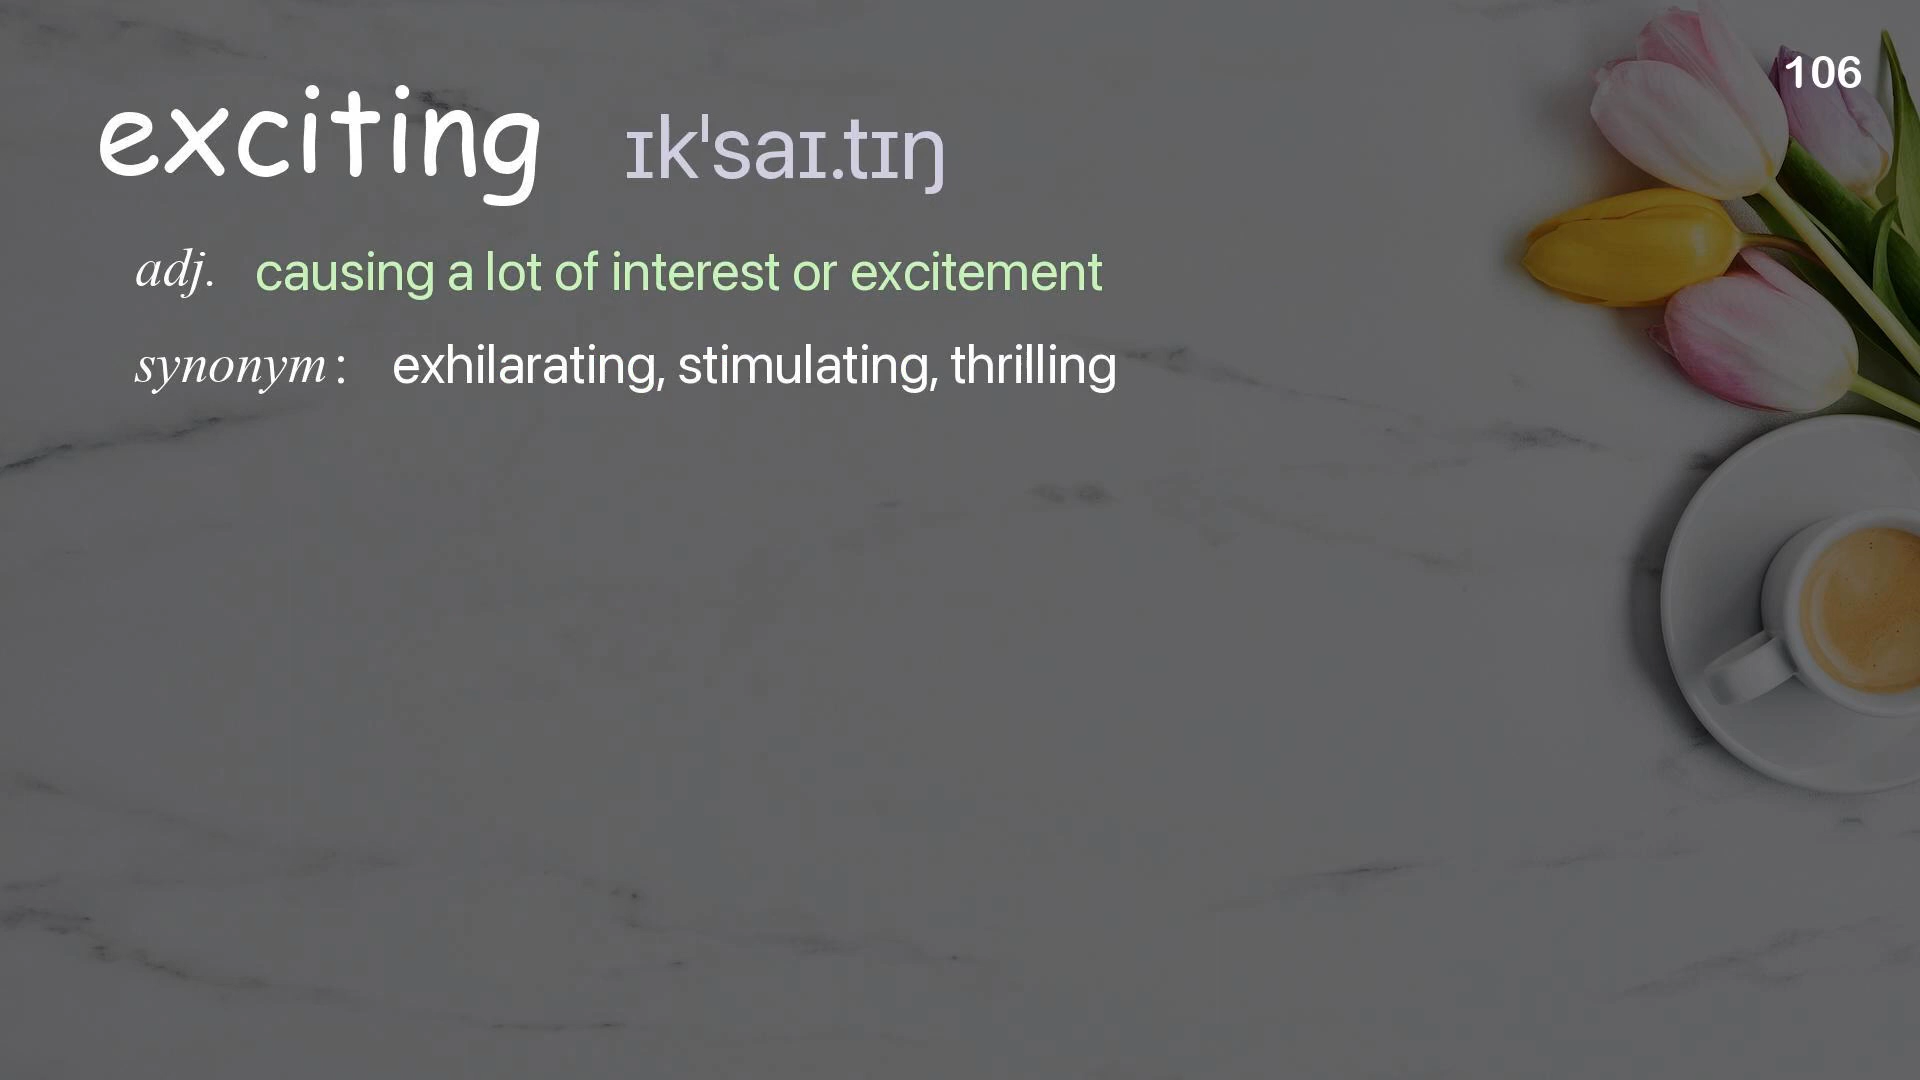 106
exciting ɪkˈsaɪ.tɪŋ
adj. causing a lot of interest or excitement
synonym : exhilarating, stimulating, thrilling